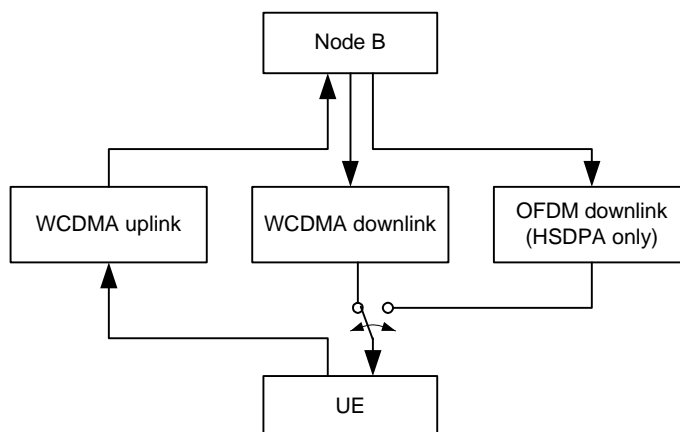 Node B
WCDMA uplink
WCDMA downlink
OFDM downlink
(HSDPA only)
UE